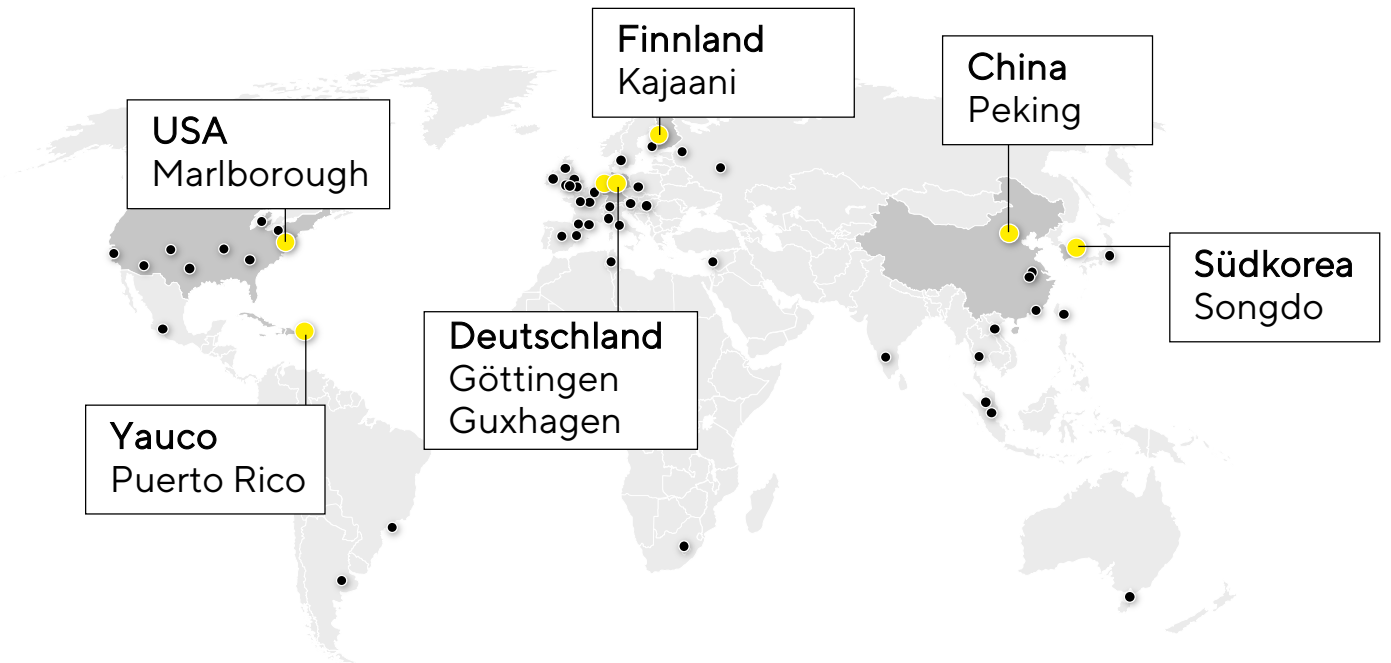 Finnland
Kajaani
China
Peking
USA
Marlborough
Südkorea
Songdo
Deutschland
Göttingen
Guxhagen
Yauco
Puerto Rico